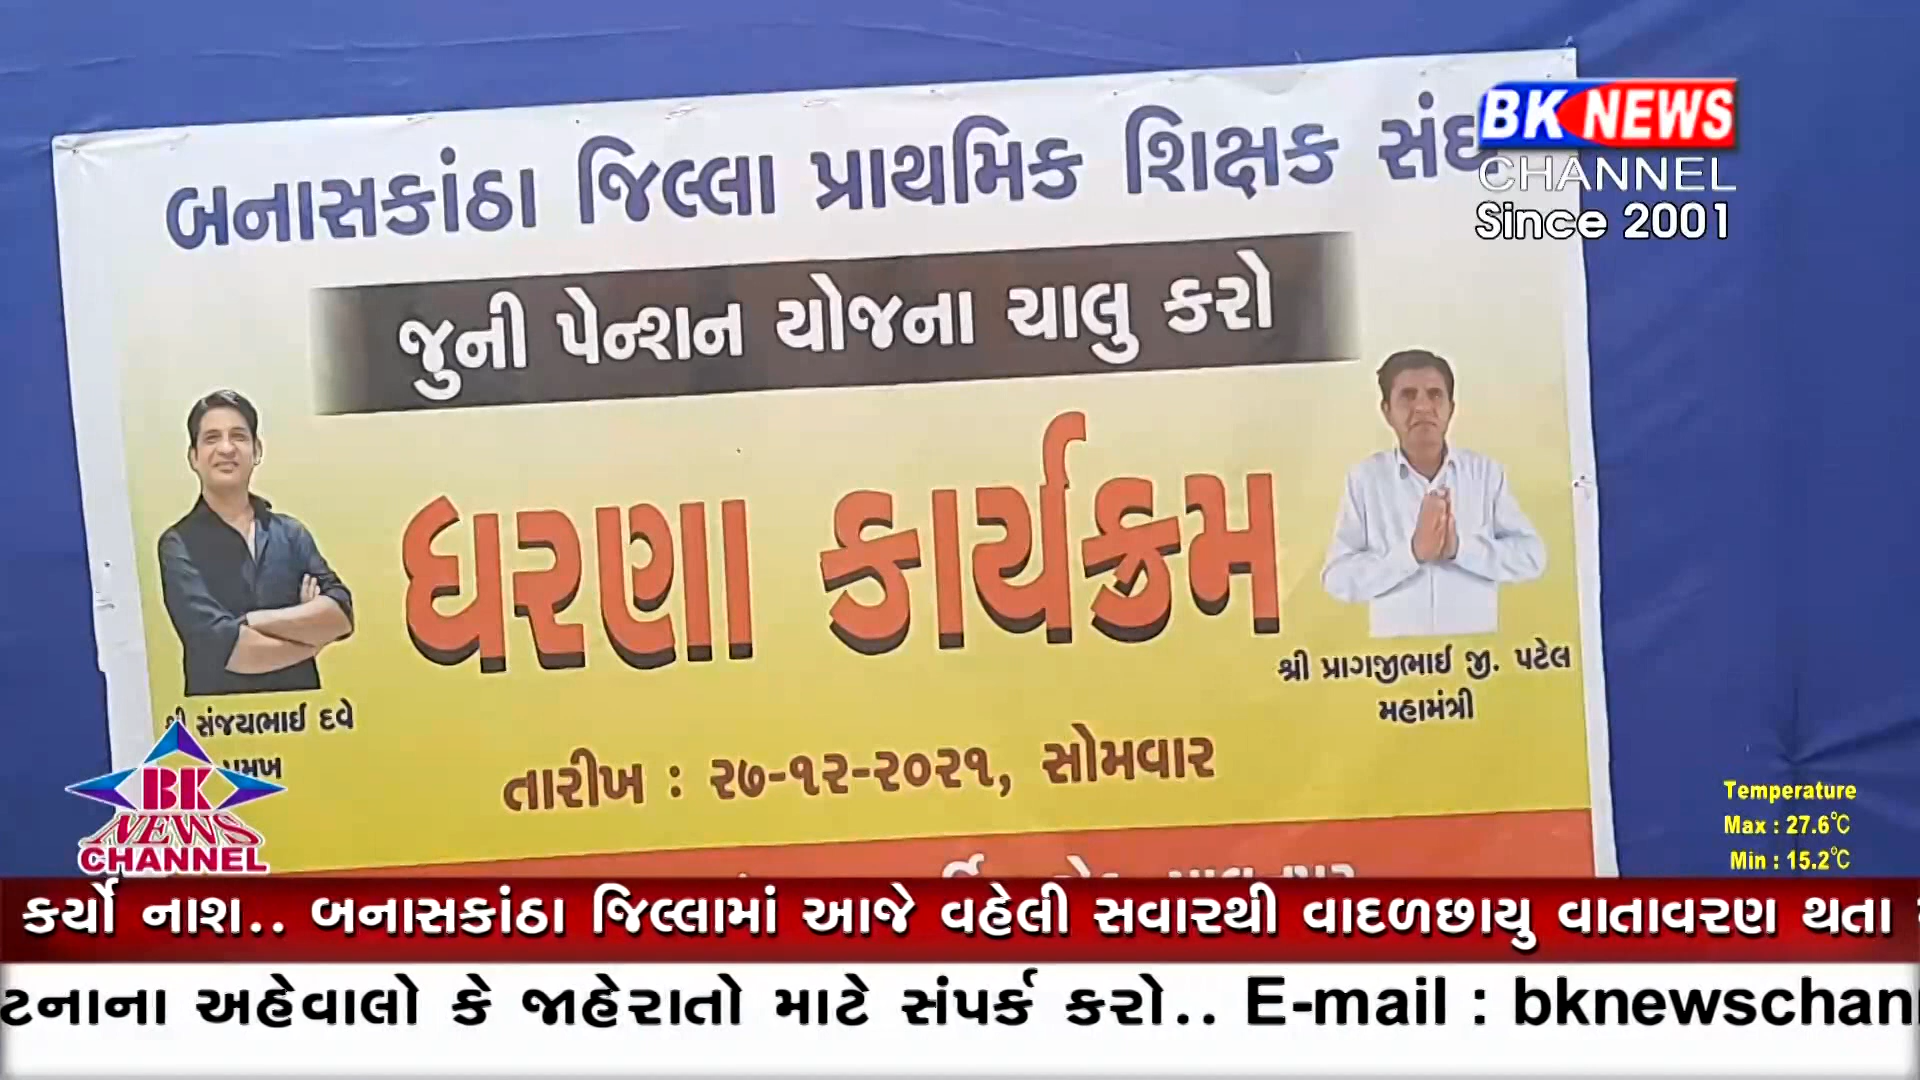 બનાસકાંઠા જિલ્લા પ્રાથમિક શિક્ષક સંઘ
BK NEWS
CHANNEL
Since 2001
જુની પેન્શન યોજના ચાલુ કરો
ધરણા કાર્યક્રમ
શ્રી પ્રાગજીભાઈ જી. પટેલ
મહામંત્રી
શ્રી સંજયભાઈ દવે
તારીખ : ૨૭-૧૨-૨૦૨૧, સોમવાર
BK
NEWS
CHANNEL
Temperature
Max : 27.6℃
Min : 15.2℃
કર્યો નાશ.. બનાસકાંઠા જિલ્લામાં આજે વહેલી સવારથી વાદળછાયુ વાતાવરણ થતા
ટનાના અહેવાલો કે જાહેરાતો માટે સંપર્ક કરો.. E-mail : bknewschan